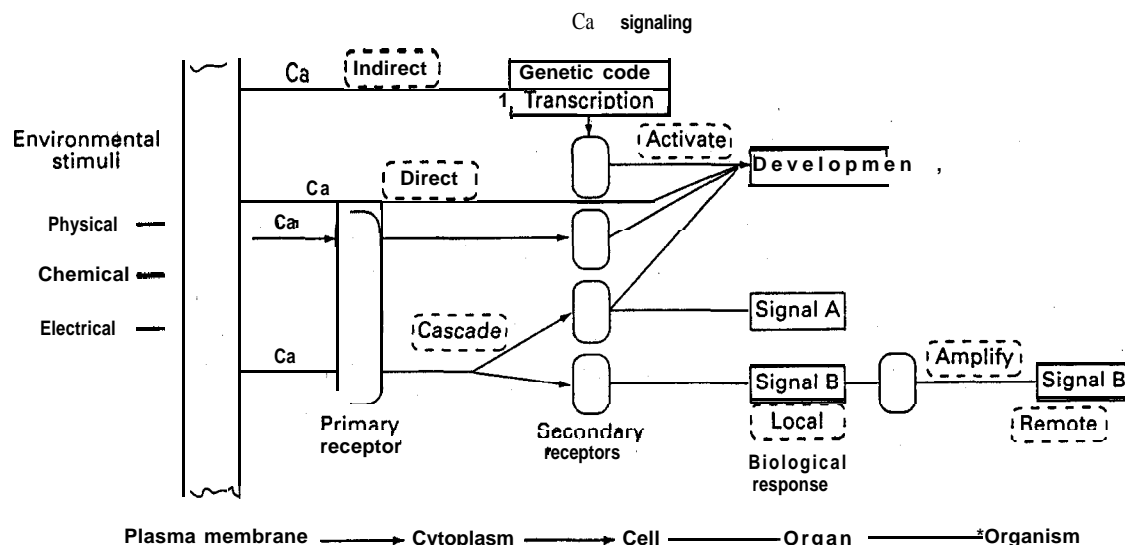 Ca signaling
Ca
Indirect
Genetic code
1, Transcription
Environmental
stimuli
Activate
Developmen ,
Direct
Ca
Physical
Ca
Chemical
Electrical
Cascade
Signal A
Ca
Amplify
Signal B
Signal B
Primary
receptor
Secondary
receptors
Local
Remote
Biological
response
Plasma membrane
Cytoplasm
Cell
Organ
*Organism